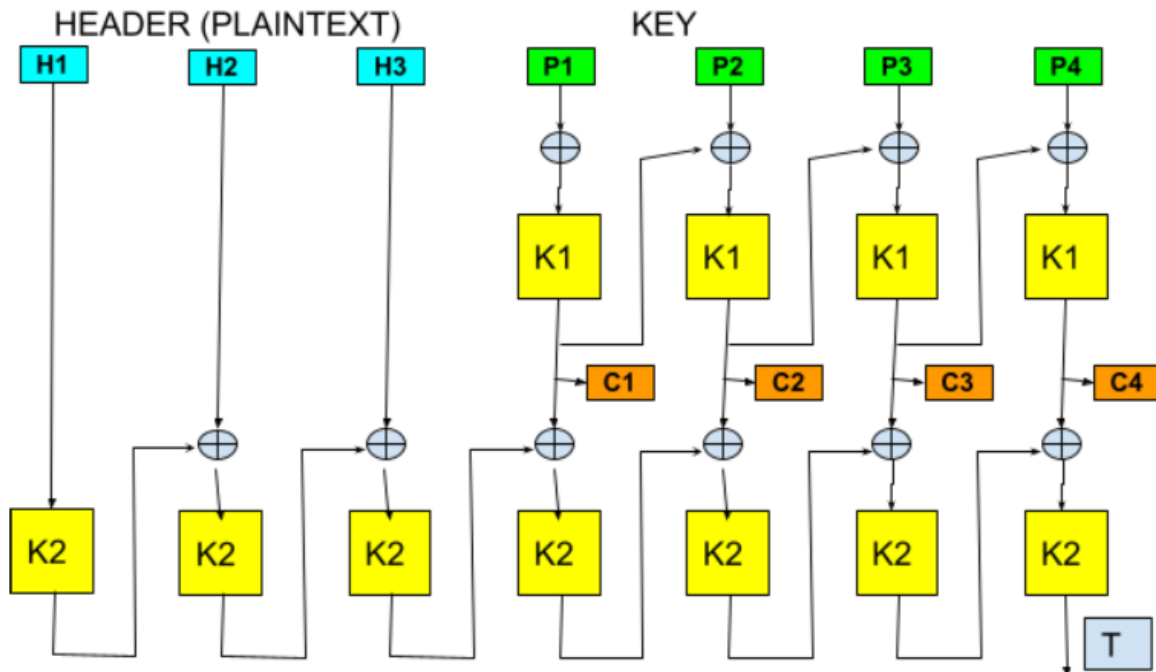 HEADER (PLAINTEXT) KEY
H1 H2 H3 P1 P2 P3 P4
K1 K1 K1 K1
C1 C2 C3 C4
K2 K2 K2 K2 K2 K2 K2
T